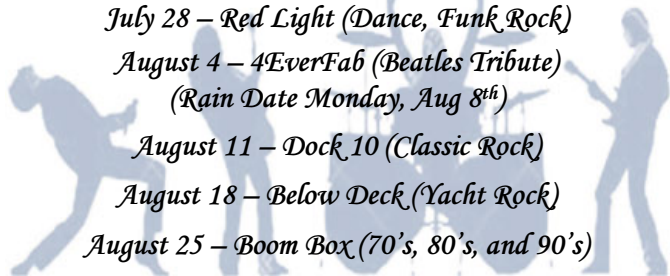 July 28 – Red Light (Dance, Funk Rock)
August 4 – 4EverFab (Beatles Tribute)
(Rain Date Monday, Aug 8th)
August 11 – Dock 10 (Classic Rock)
August 18 – Below Deck (Yacht Rock)
August 25 – Boom Box (70’s, 80’s, and 90’s)